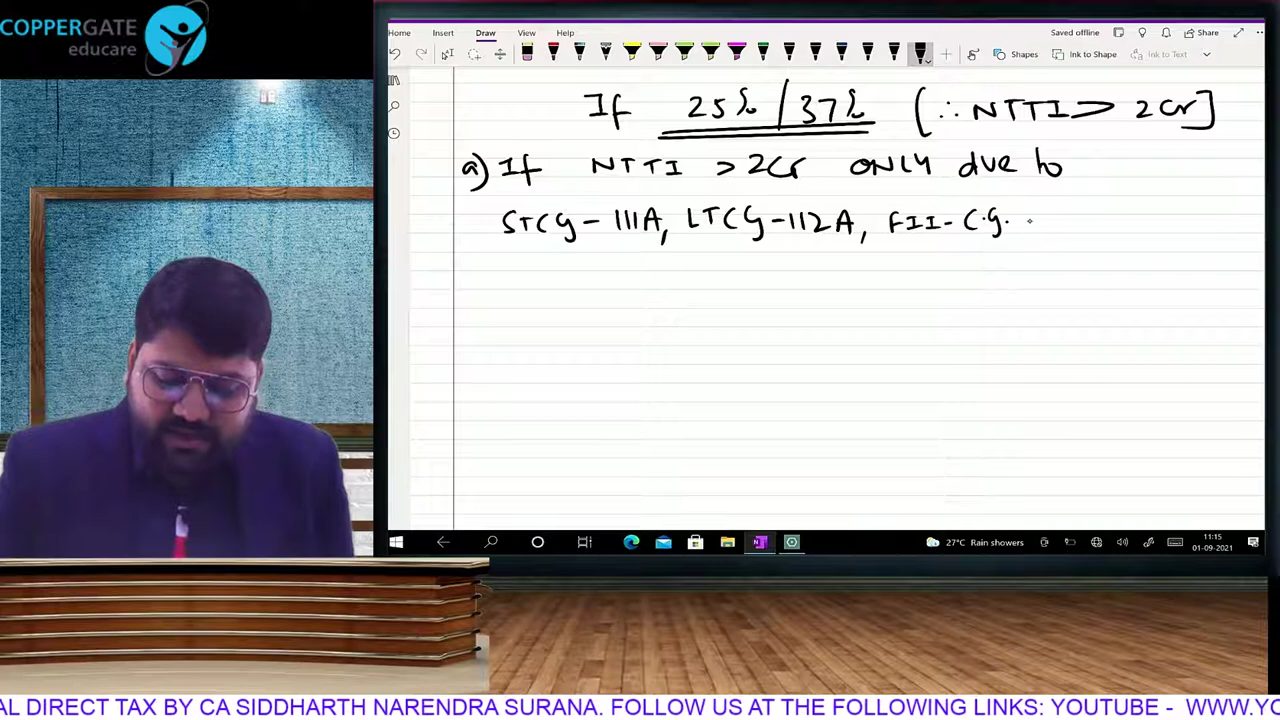 COPPERGATE
educare
Home Insert Draw View Help
Saved offline
Share
Shapes
Ink to Shape
Ink to Text
If 25% / 37% [∴ NTTI > 2Cr]
a) If NTTI > 2Cr ONLY due to
STCG - 111A, LTCG - 112A, FII - C.G.
27°C Rain showers
11:15
01-09-2021
AL DIRECT TAX BY CA SIDDHARTH NARENDRA SURANA. FOLLOW US AT THE FOLLOWING LINKS: YOUTUBE - WWW.YO